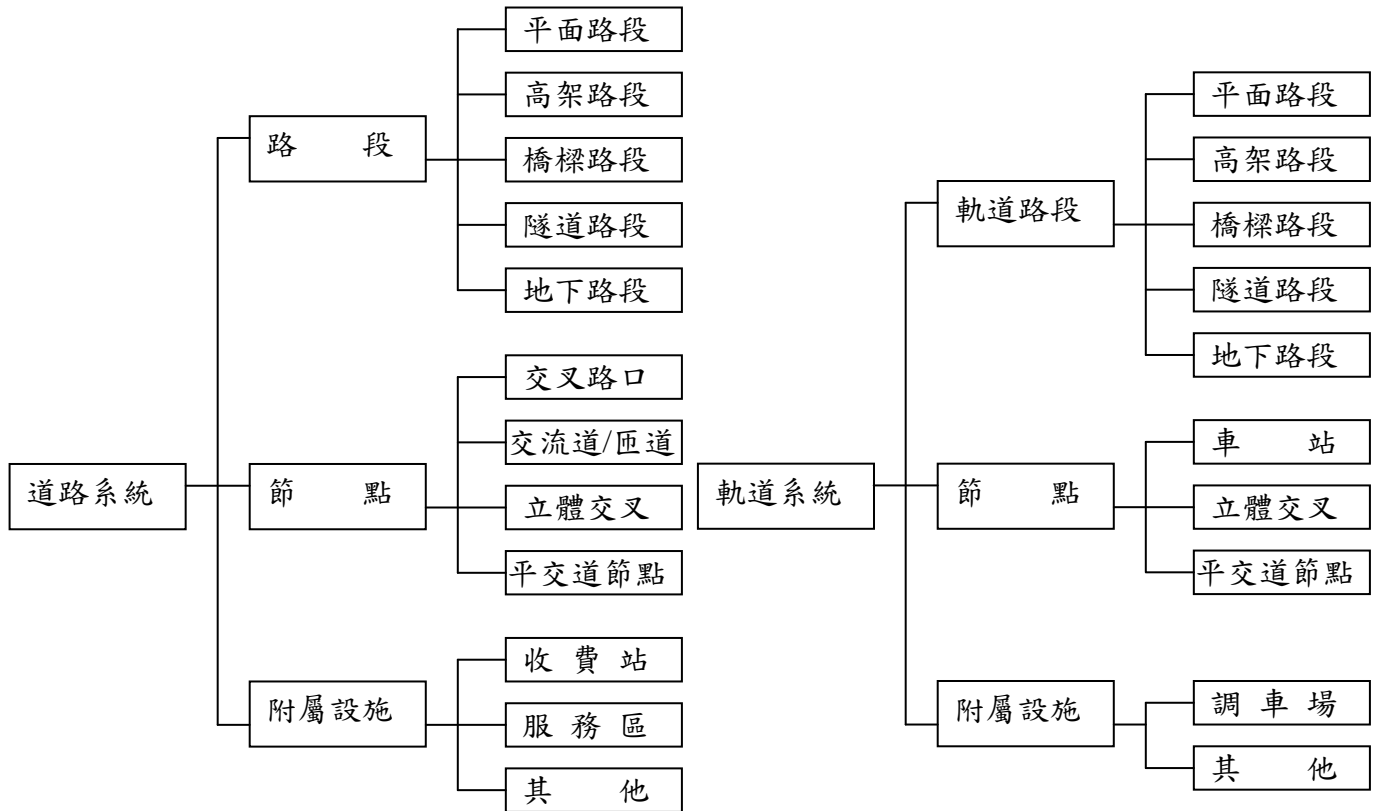 道路系統
路 段
平面路段
高架路段
橋樑路段
隧道路段
地下路段
節 點
交叉路口
交流道/匝道
立體交叉
平交道節點
附屬設施
收費站
服務區
其 他
軌道系統
軌道路段
平面路段
高架路段
橋樑路段
隧道路段
地下路段
節 點
車 站
立體交叉
平交道節點
附屬設施
調車場
其 他